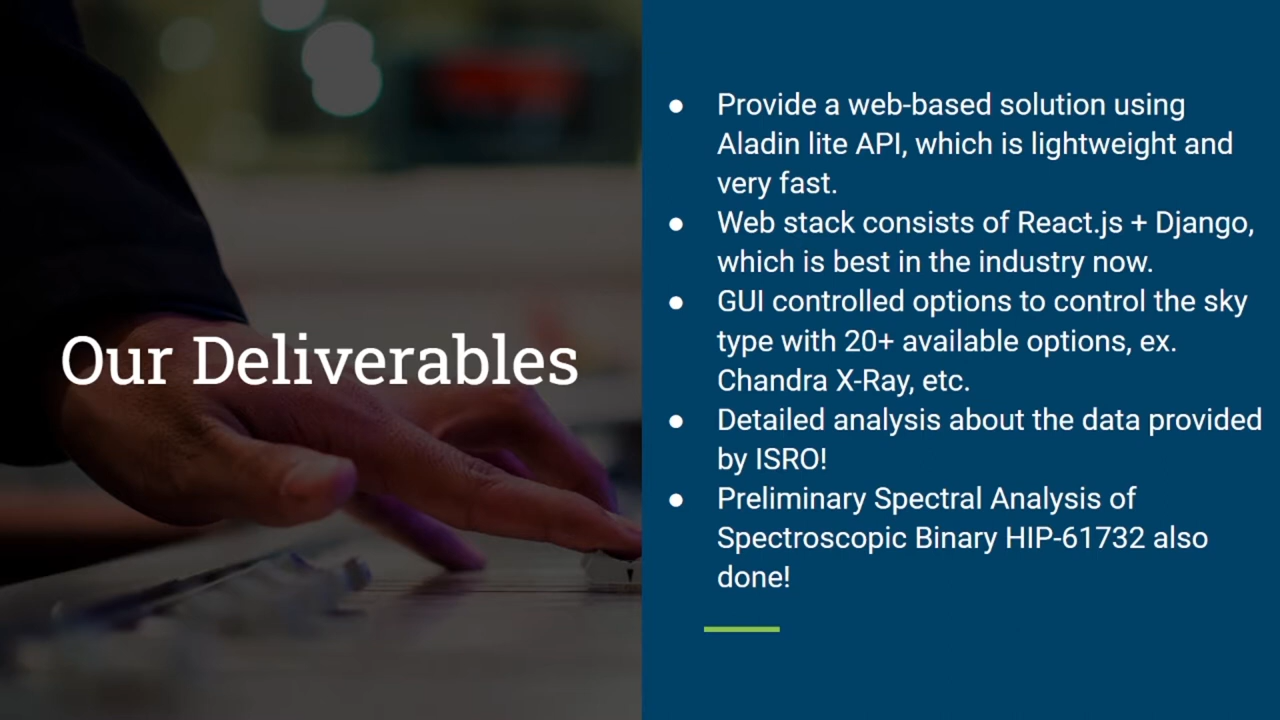 Our Deliverables
● Provide a web-based solution using
Aladin lite API, which is lightweight and
very fast.
● Web stack consists of React.js + Django,
which is best in the industry now.
● GUI controlled options to control the sky
type with 20+ available options, ex.
Chandra X-Ray, etc.
● Detailed analysis about the data provided
by ISRO!
● Preliminary Spectral Analysis of
Spectroscopic Binary HIP-61732 also
done!